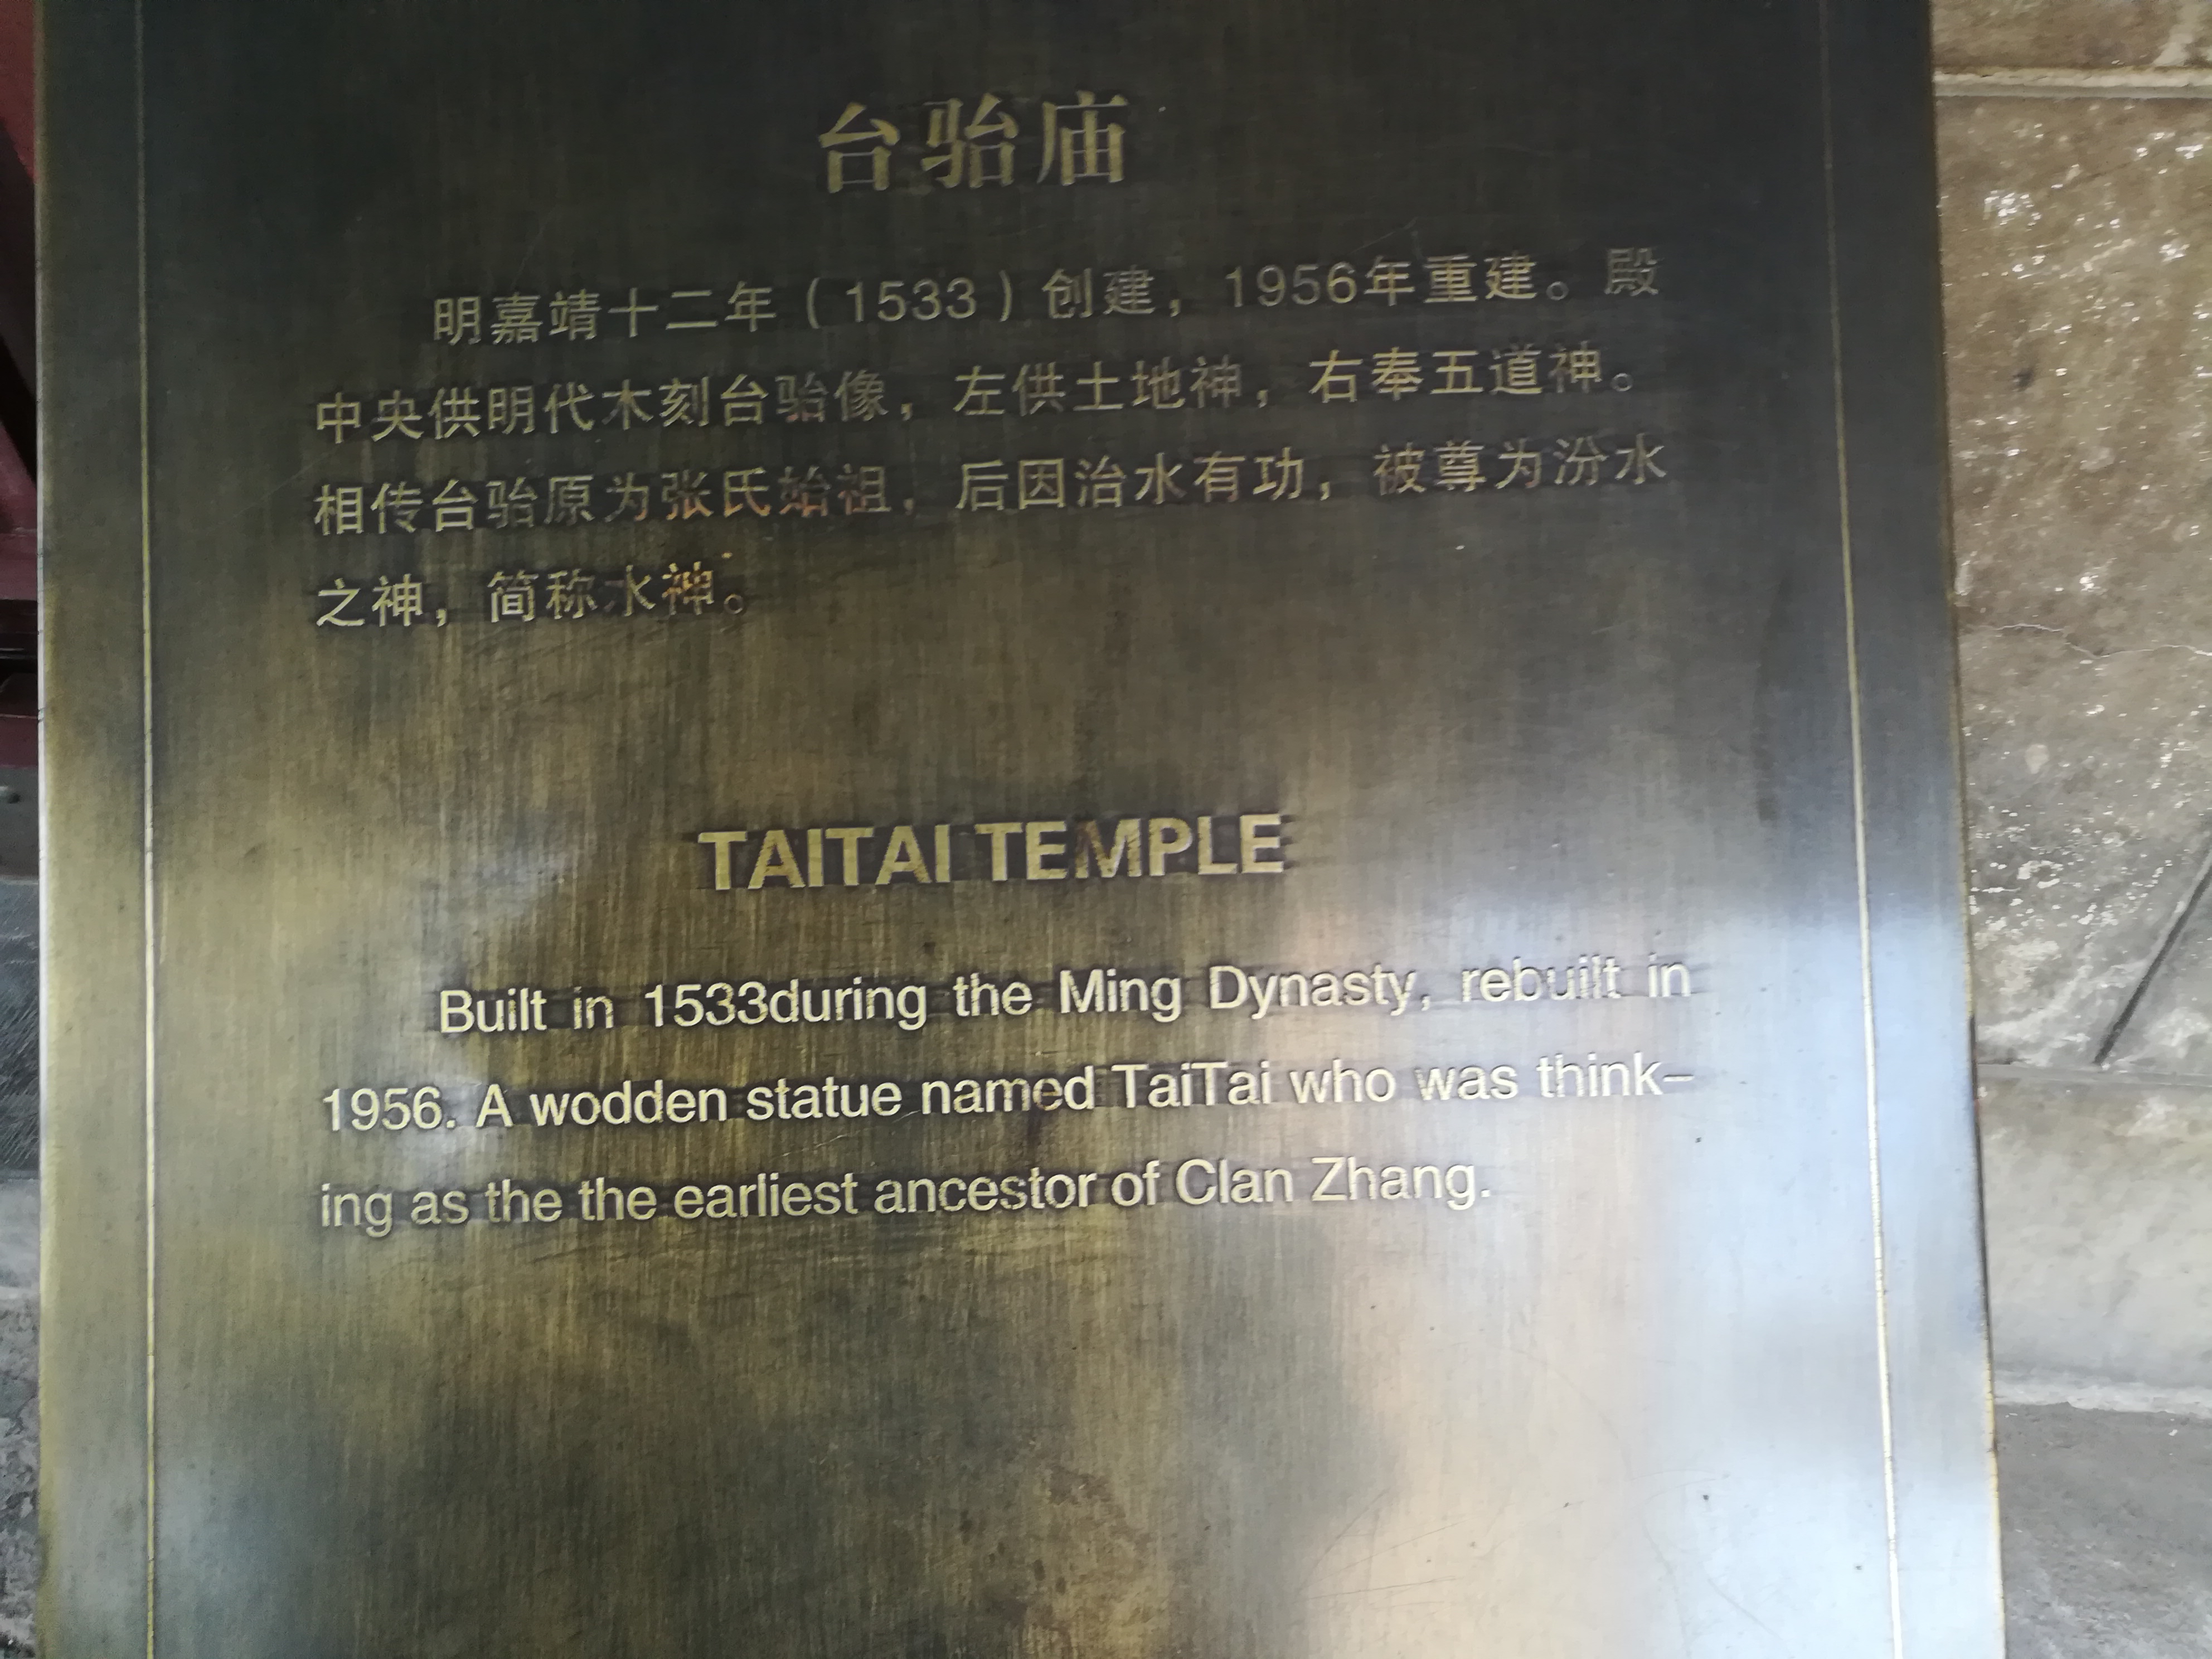 台骀庙
明嘉靖十二年（1533）创建，1956年重建。殿
中央供明代木刻台骀像，左供土地神，右奉五道神。
相传台骀原为张氏始祖，后因治水有功，被尊为汾水
之神，简称水神。
TAITAI TEMPLE
Built in 1533during the Ming Dynasty, rebuilt in
1956. A wodden statue named TaiTai who was think-
ing as the the earliest ancestor of Clan Zhang.